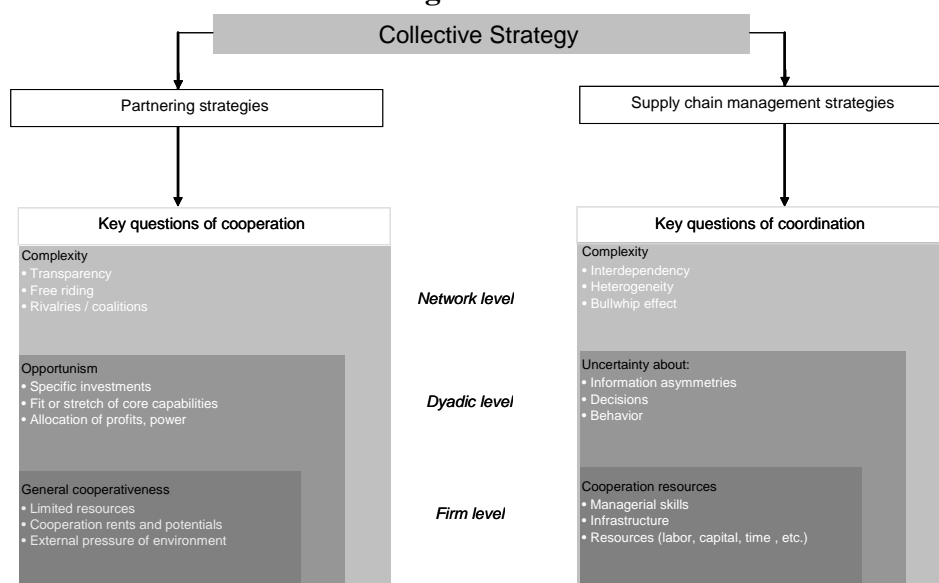 Collective Strategy
Partnering strategies
Supply chain management strategies
Key questions of cooperation
Complexity
• Transparency
• Free riding
• Rivalries / coalitions
Opportunism
• Specific investments
• Fit or stretch of core capabilities
• Allocation of profits, power
General cooperativeness
• Limited resources
• Cooperation rents and potentials
• External pressure of environment
Network level
Dyadic level
Firm level
Key questions of coordination
Complexity
• Interdependency
• Heterogeneity
• Bullwhip effect
Uncertainty about:
• Information asymmetries
• Decisions
• Behavior
Cooperation resources
• Managerial skills
• Infrastructure
• Resources (labor, capital, time , etc.)